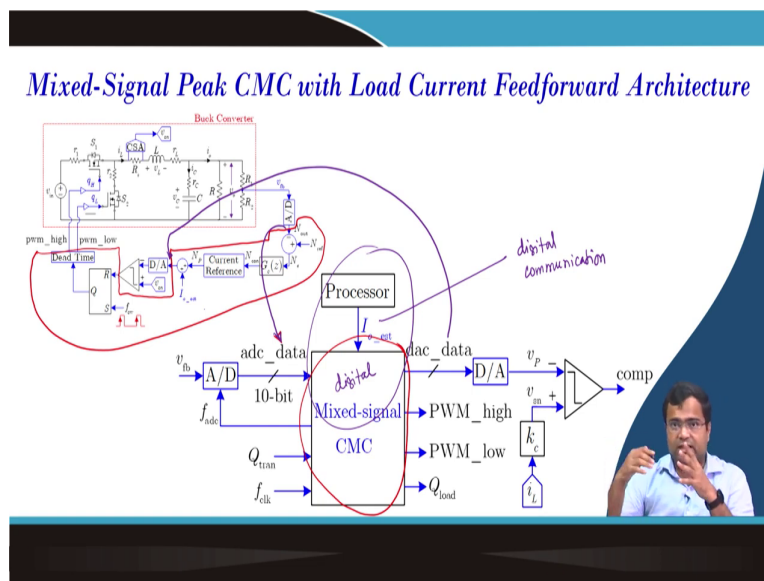 Mixed-Signal Peak CMC with Load Current Feedforward Architecture
Buck Converter
CSA
pwm_high pwm_low
Dead Time
D/A
Current
Reference
A/D
Processor
digital
communication
I_o_est
adc_data
dac_data
v_fb
A/D
10-bit
digital
D/A
v_P
comp
f_adc
Mixed-signal
CMC
PWM_high
PWM_low
v_sn
k_c
Q_tran
f_clk
Q_load
i_L